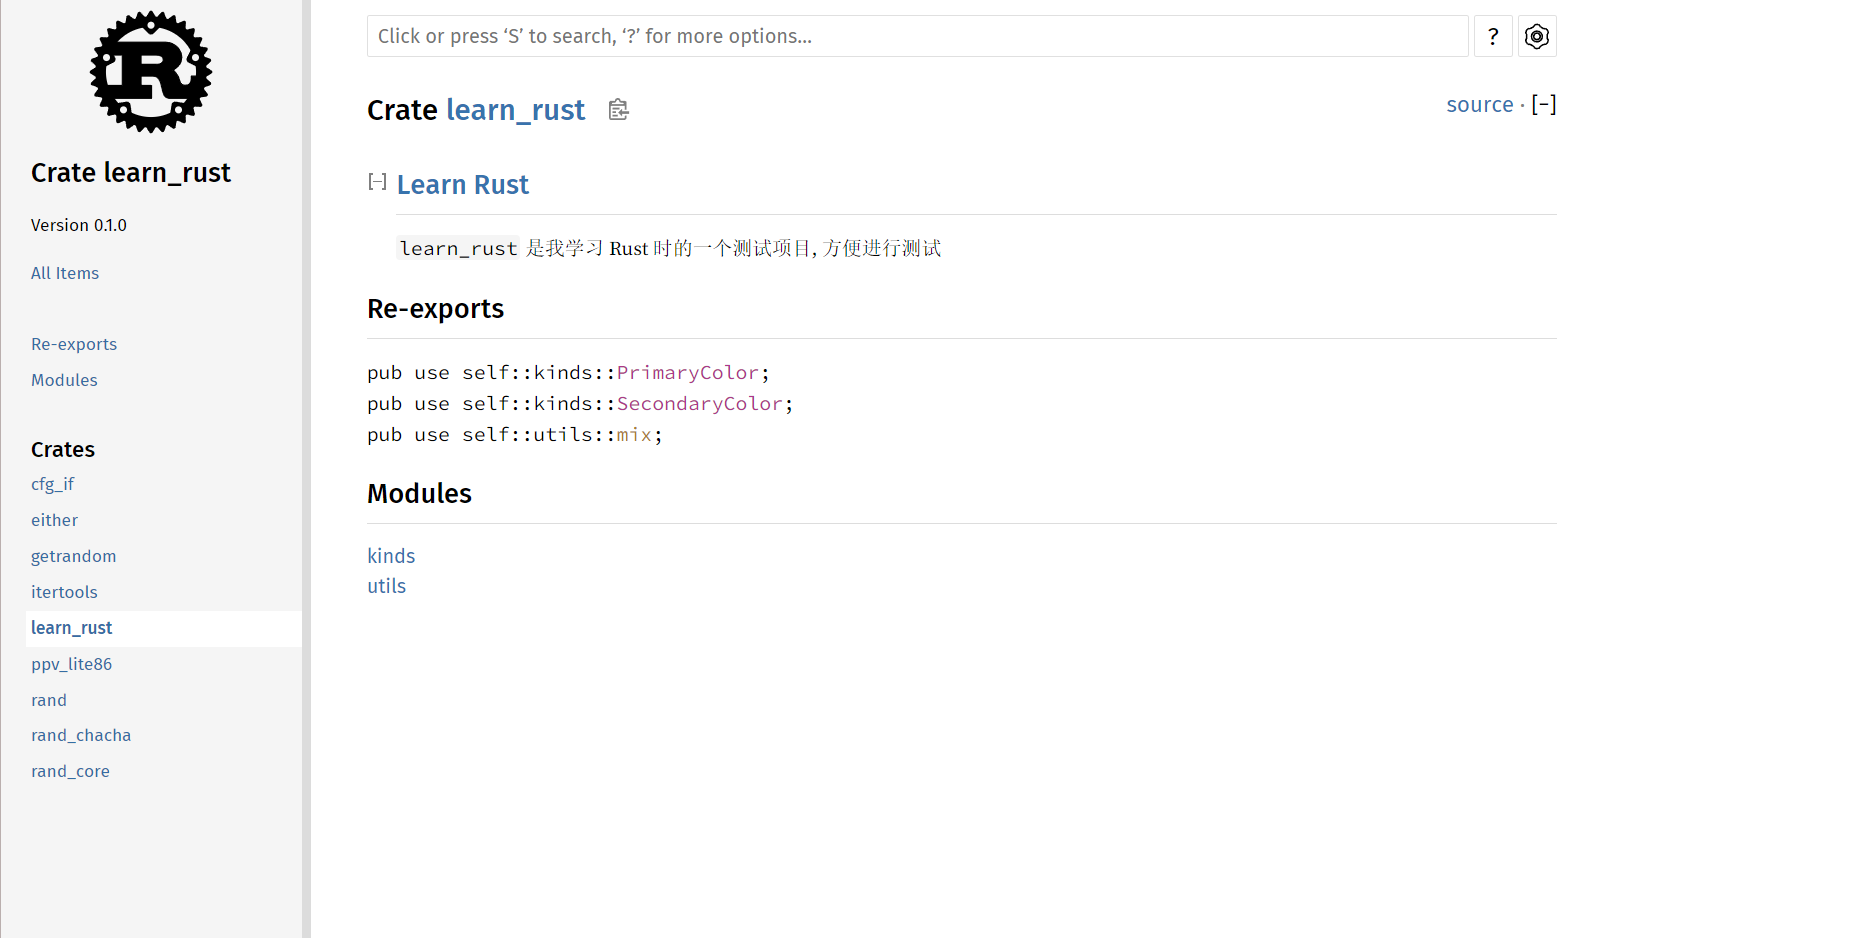 R
Crate learn_rust
Version 0.1.0
All Items
Re-exports
Modules
Crates
cfg_if
either
getrandom
itertools
learn_rust
ppv_lite86
rand
rand_chacha
rand_core
Click or press ‘S’ to search, ‘?’ for more options…
?
Crate learn_rust
source · [−]
[−] Learn Rust
learn_rust 是我学习 Rust 时的一个测试项目, 方便进行测试
Re-exports
pub use self::kinds::PrimaryColor;
pub use self::kinds::SecondaryColor;
pub use self::utils::mix;
Modules
kinds
utils